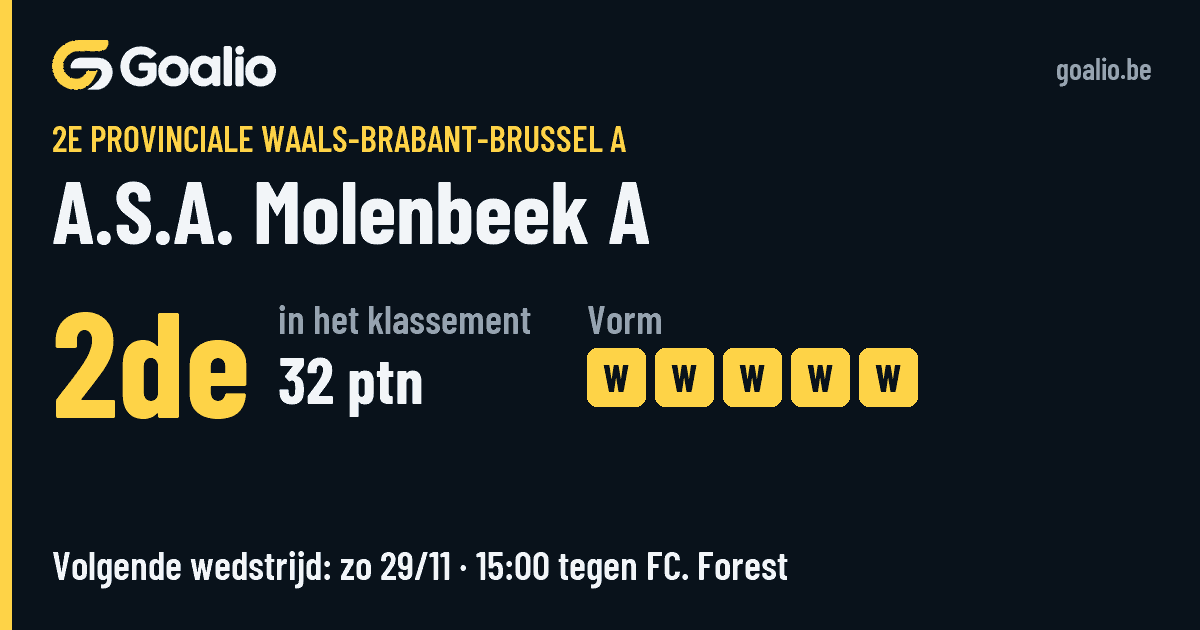 Goalio
goalio.be
2E PROVINCIALE WAALS-BRABANT-BRUSSEL A
A.S.A. Molenbeek A
2de
in het klassement
32 ptn
Vorm
W W W W W
Volgende wedstrijd: zo 29/11 · 15:00 tegen FC. Forest